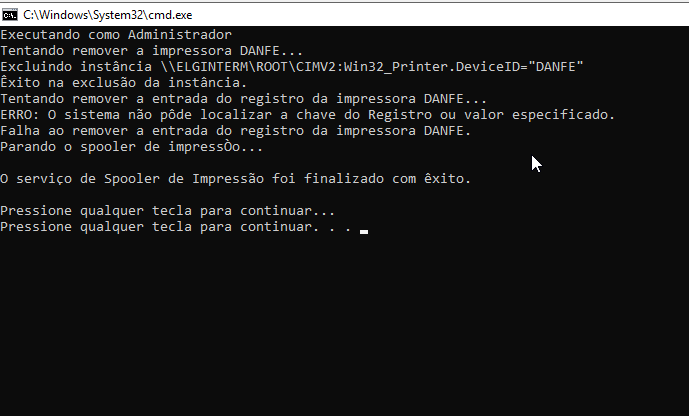 C:\Windows\System32\cmd.exe
Executando como Administrador
Tentando remover a impressora DANFE...
Excluindo instância \\ELGINTERM\ROOT\CIMV2:Win32_Printer.DeviceID="DANFE"
Êxito na exclusão da instância.
Tentando remover a entrada do registro da impressora DANFE...
ERRO: O sistema não pôde localizar a chave do Registro ou valor especificado.
Falha ao remover a entrada do registro da impressora DANFE.
Parando o spooler de impressÒo...
O serviço de Spooler de Impressão foi finalizado com êxito.
Pressione qualquer tecla para continuar...
Pressione qualquer tecla para continuar. . .